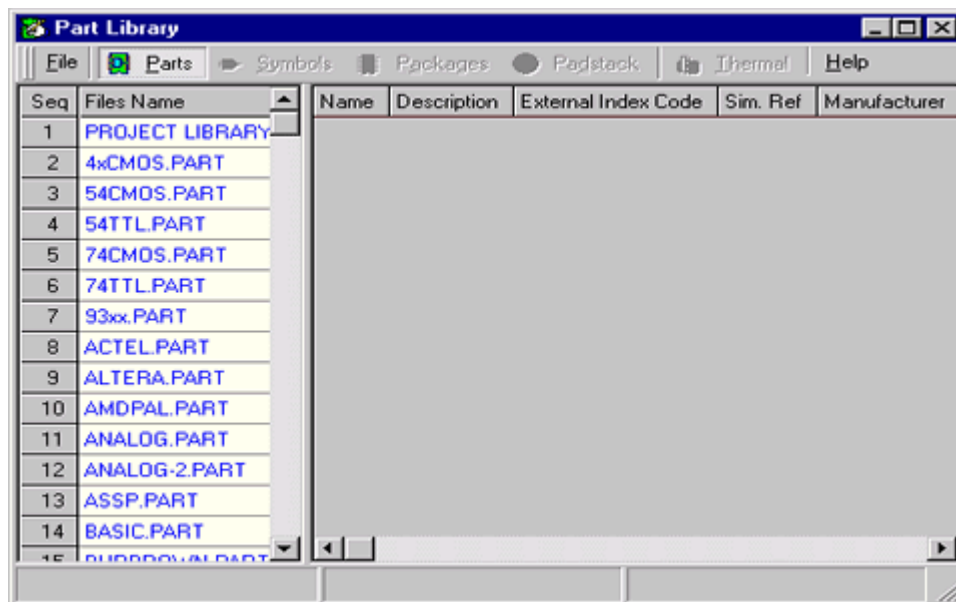 Part Library
File Parts Symbols Packages Padstack Thermal Help
Seq Files Name Name Description External Index Code Sim. Ref Manufacturer
1 PROJECT LIBRARY
2 4xCMOS.PART
3 54CMOS.PART
4 54TTL.PART
5 74CMOS.PART
6 74TTL.PART
7 93xx.PART
8 ACTEL.PART
9 ALTERA.PART
10 AMDPAL.PART
11 ANALOG.PART
12 ANALOG-2.PART
13 ASSP.PART
14 BASIC.PART
15 BURRBROWN.PART